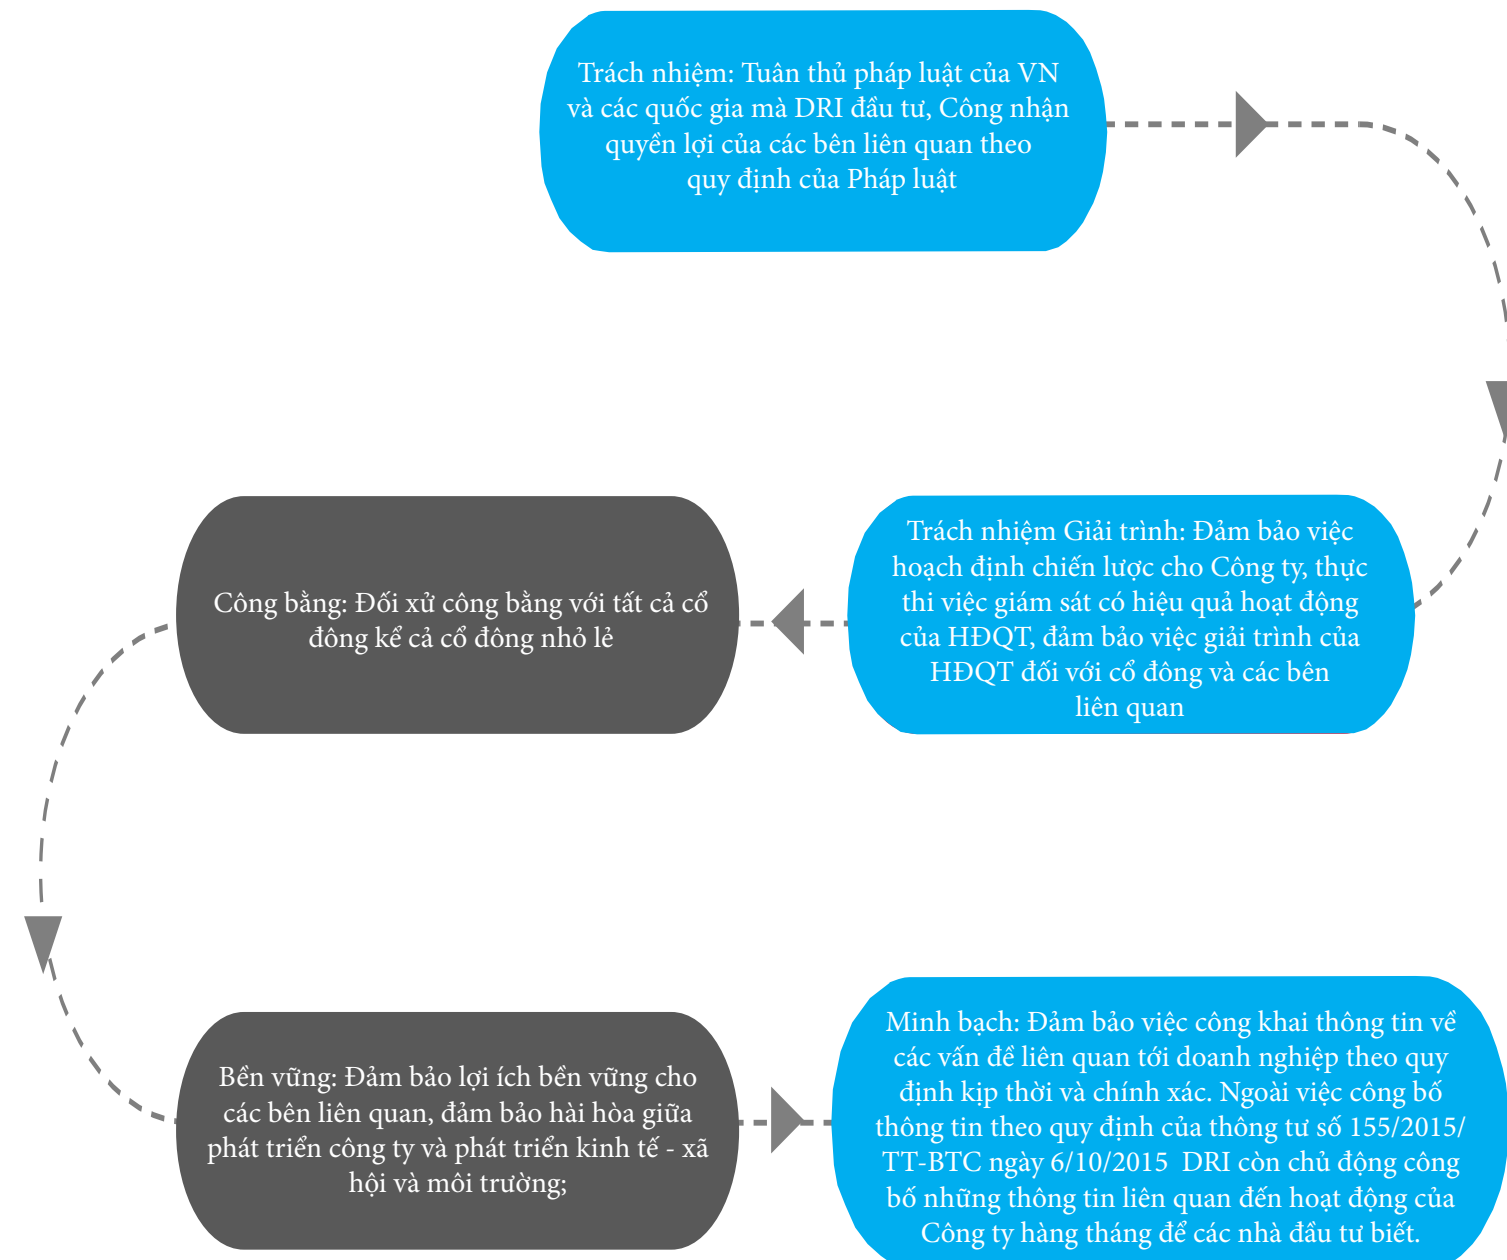 Trách nhiệm: Tuân thủ pháp luật của VN
và các quốc gia mà DRI đầu tư, Công nhận
quyền lợi của các bên liên quan theo
quy định của Pháp luật
Trách nhiệm Giải trình: Đảm bảo việc
hoạch định chiến lược cho Công ty, thực
thi việc giám sát có hiệu quả hoạt động
của HĐQT, đảm bảo việc giải trình của
HĐQT đối với cổ đông và các bên
liên quan
Công bằng: Đối xử công bằng với tất cả cổ
đông kể cả cổ đông nhỏ lẻ
Bền vững: Đảm bảo lợi ích bền vững cho
các bên liên quan, đảm bảo hài hòa giữa
phát triển công ty và phát triển kinh tế - xã
hội và môi trường;
Minh bạch: Đảm bảo việc công khai thông tin về
các vấn đề liên quan tới doanh nghiệp theo quy
định kịp thời và chính xác. Ngoài việc công bố
thông tin theo quy định của thông tư số 155/2015/
TT-BTC ngày 6/10/2015 DRI còn chủ động công
bố những thông tin liên quan đến hoạt động của
Công ty hàng tháng để các nhà đầu tư biết.